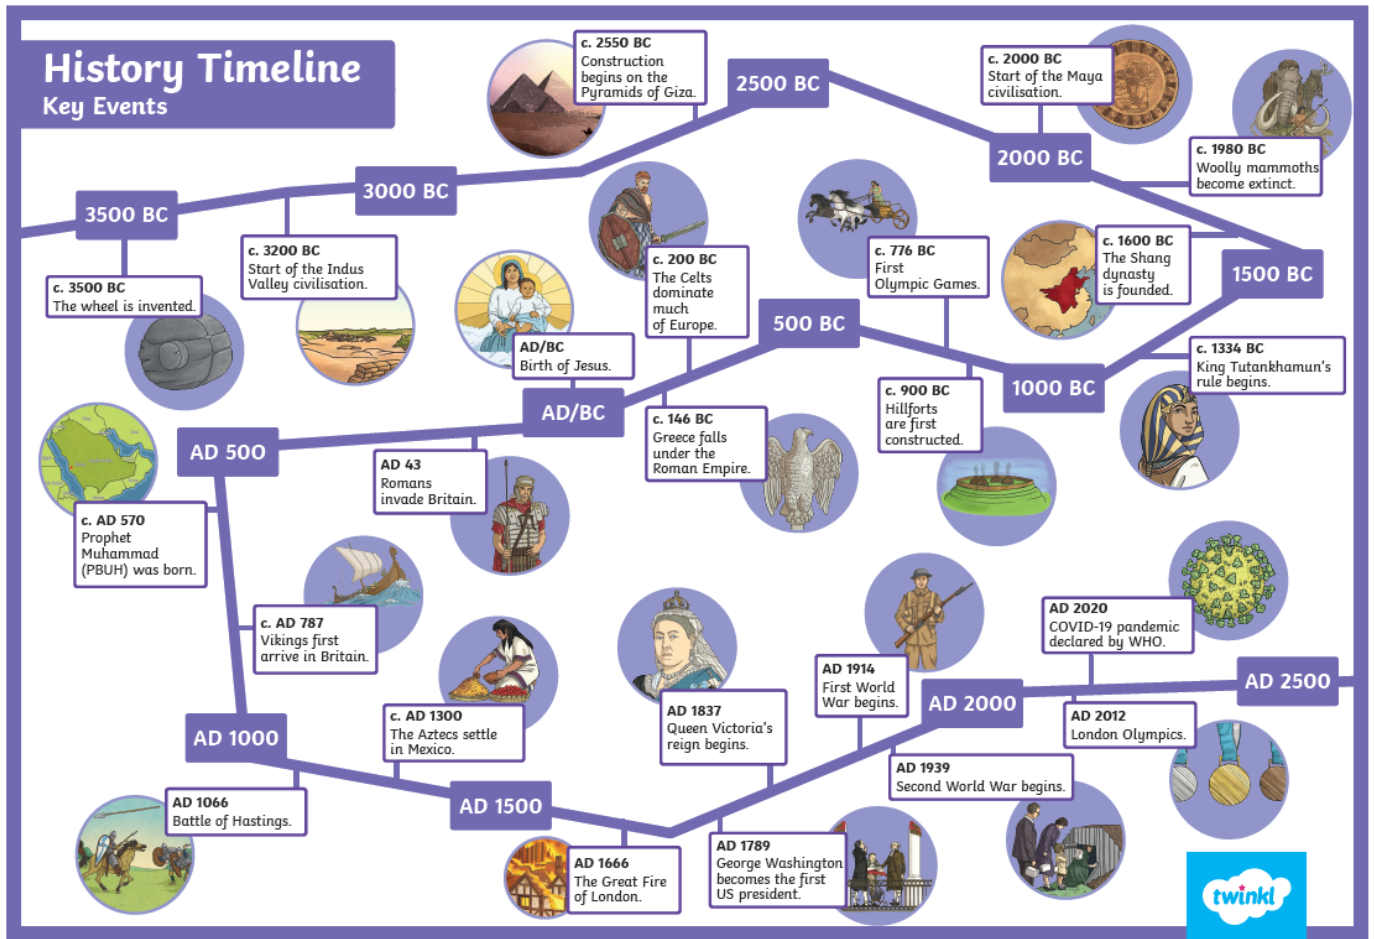 History Timeline
Key Events
3500 BC
c. 3500 BC
The wheel is invented.
c. 3200 BC
Start of the Indus
Valley civilisation.
3000 BC
c. 2550 BC
Construction
begins on the
Pyramids of Giza.
2500 BC
c. 2000 BC
Start of the Maya
civilisation.
2000 BC
c. 1980 BC
Woolly mammoths
become extinct.
c. 1600 BC
The Shang
dynasty
is founded.
1500 BC
c. 1334 BC
King Tutankhamun's
rule begins.
1000 BC
c. 900 BC
Hillforts
are first
constructed.
c. 776 BC
First
Olympic Games.
500 BC
c. 200 BC
The Celts
dominate
much
of Europe.
c. 146 BC
Greece falls
under the
Roman Empire.
AD/BC
Birth of Jesus.
AD/BC
AD 43
Romans
invade Britain.
AD 500
c. AD 570
Prophet
Muhammad
(PBUH) was born.
c. AD 787
Vikings first
arrive in Britain.
AD 1000
AD 1066
Battle of Hastings.
c. AD 1300
The Aztecs settle
in Mexico.
AD 1500
AD 1666
The Great Fire
of London.
AD 1789
George Washington
becomes the first
US president.
AD 1837
Queen Victoria's
reign begins.
AD 1914
First World
War begins.
AD 1939
Second World War begins.
AD 2000
AD 2012
London Olympics.
AD 2020
COVID-19 pandemic
declared by WHO.
AD 2500
twinkl